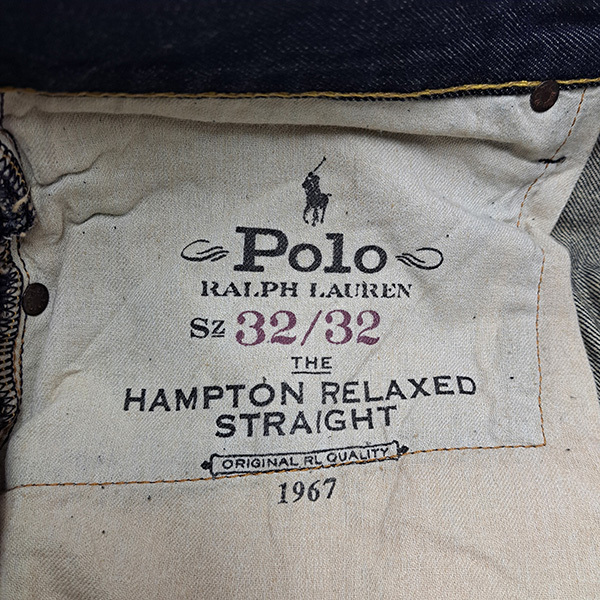 Polo
RALPH LAUREN
Sz 32/32
THE
HAMPTON RELAXED
STRAIGHT
ORIGINAL RL QUALITY
1967